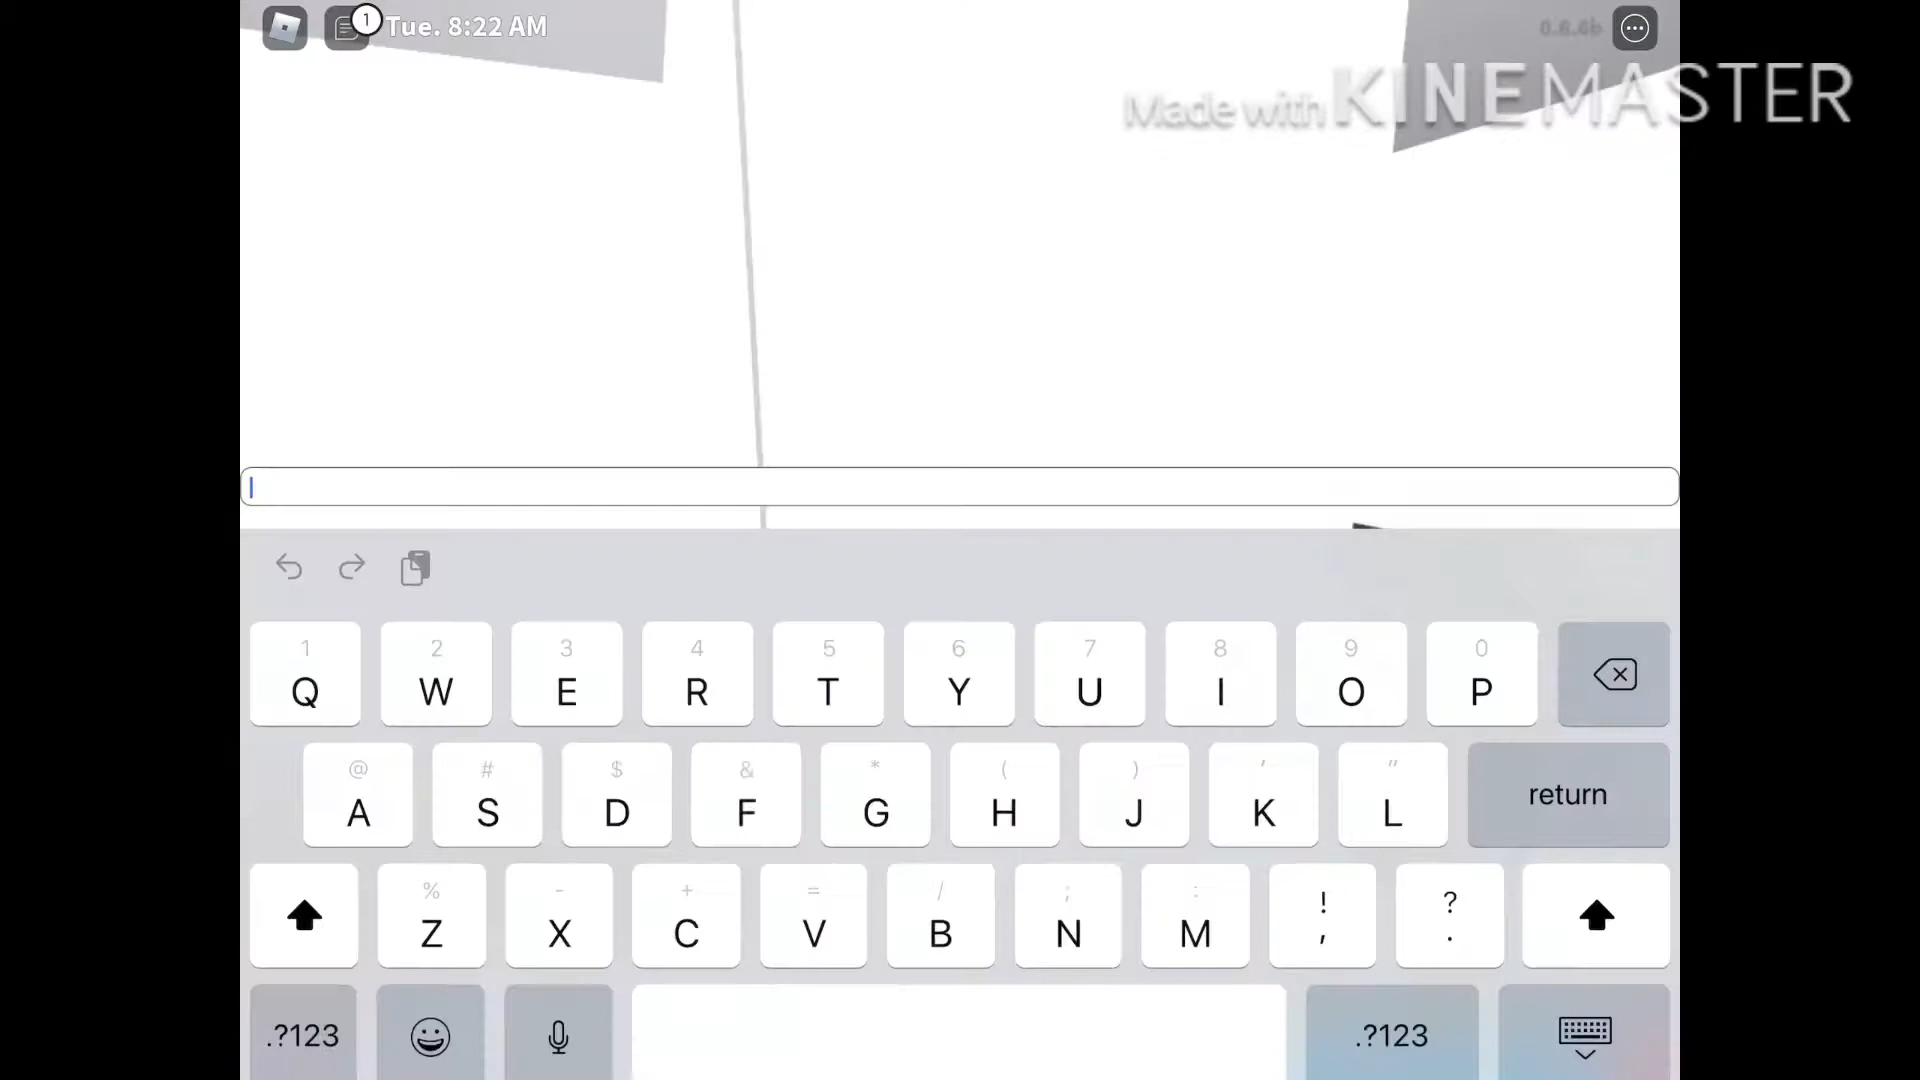 1
Tue. 8:22 AM
Made with KINEMASTER
1 2 3 4 5 6 7 8 9 0
Q W E R T Y U I O P
@ # $ & * ( ) ' "
A S D F G H J K L return
% - + = / ; : ! ?
Z X C V B N M , .
.?123 .?123